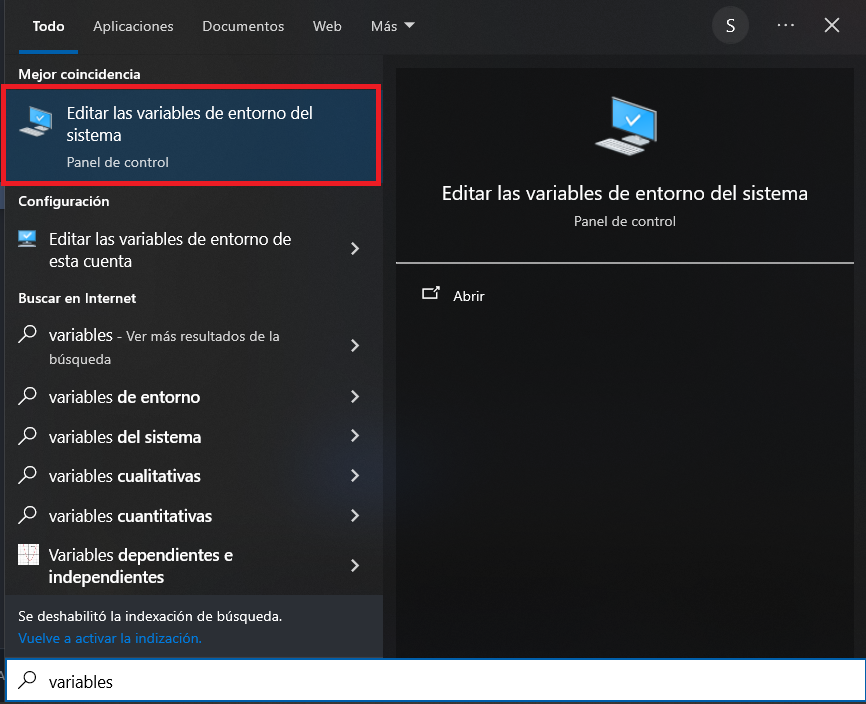 Todo Aplicaciones Documentos Web Más S ...
Mejor coincidencia
Editar las variables de entorno del
sistema
Panel de control
Configuración
Editar las variables de entorno de
esta cuenta
Buscar en Internet
variables - Ver más resultados de la
búsqueda
variables de entorno
variables del sistema
variables cualitativas
variables cuantitativas
Variables dependientes e
independientes
Se deshabilitó la indexación de búsqueda.
Vuelve a activar la indización.
variables
Editar las variables de entorno del sistema
Panel de control
Abrir